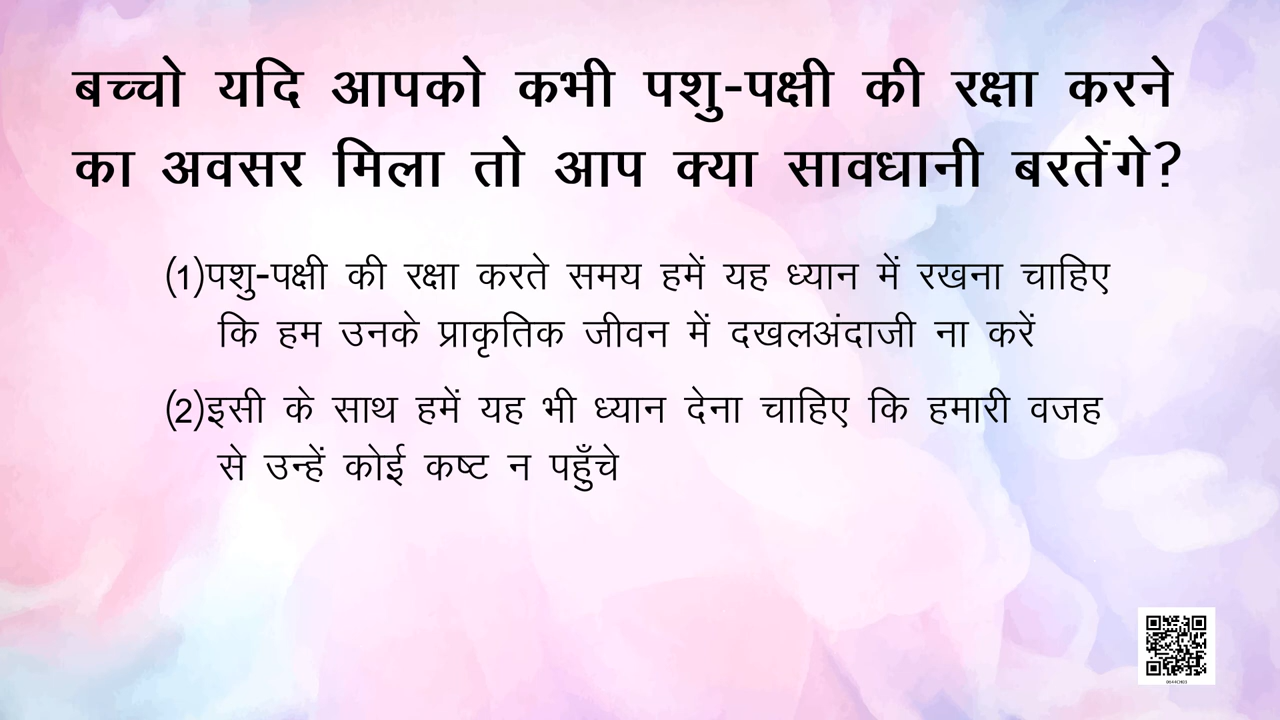 बच्चो यदि आपको कभी पशु-पक्षी की रक्षा करने
का अवसर मिला तो आप क्या सावधानी बरतेंगे?
(1)पशु-पक्षी की रक्षा करते समय हमें यह ध्यान में रखना चाहिए
कि हम उनके प्राकृतिक जीवन में दखलअंदाजी ना करें
(2)इसी के साथ हमें यह भी ध्यान देना चाहिए कि हमारी वजह
से उन्हें कोई कष्ट न पहुँचे